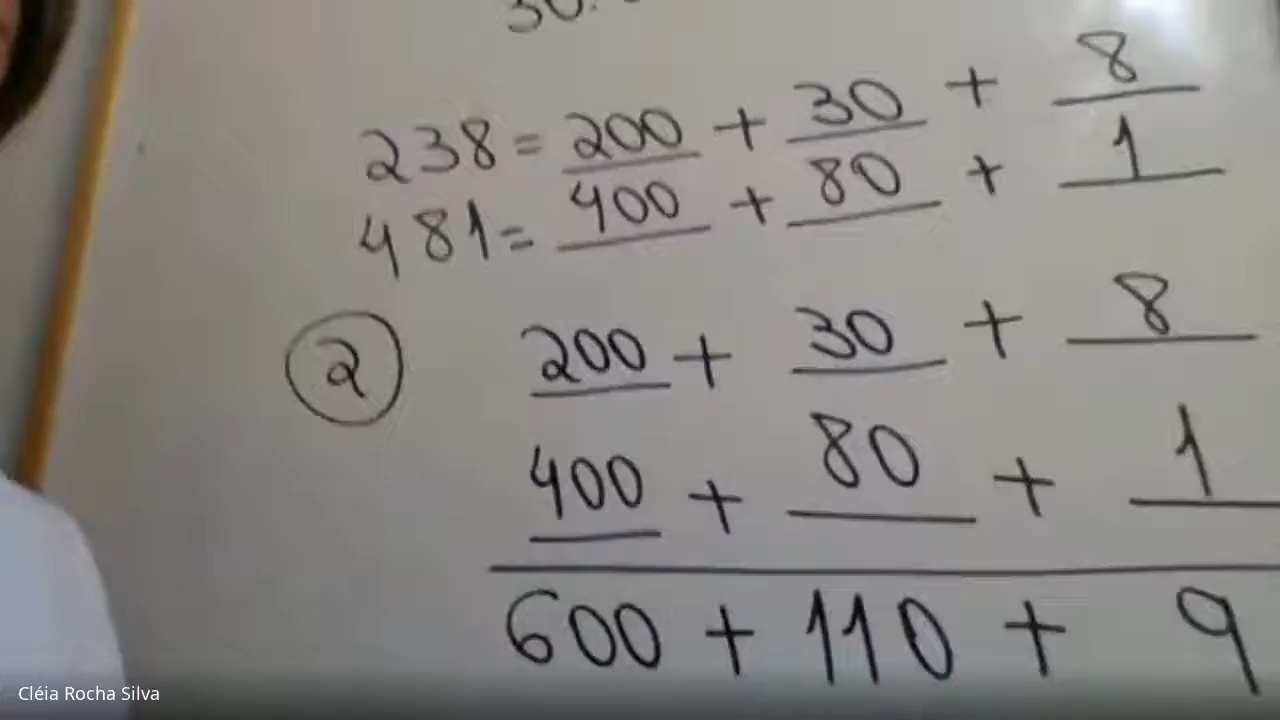 238 = 200 + 30 + 8
481 = 400 + 80 + 1
2
200 + 30 + 8
400 + 80 + 1
600 + 110 + 9
Cléia Rocha Silva